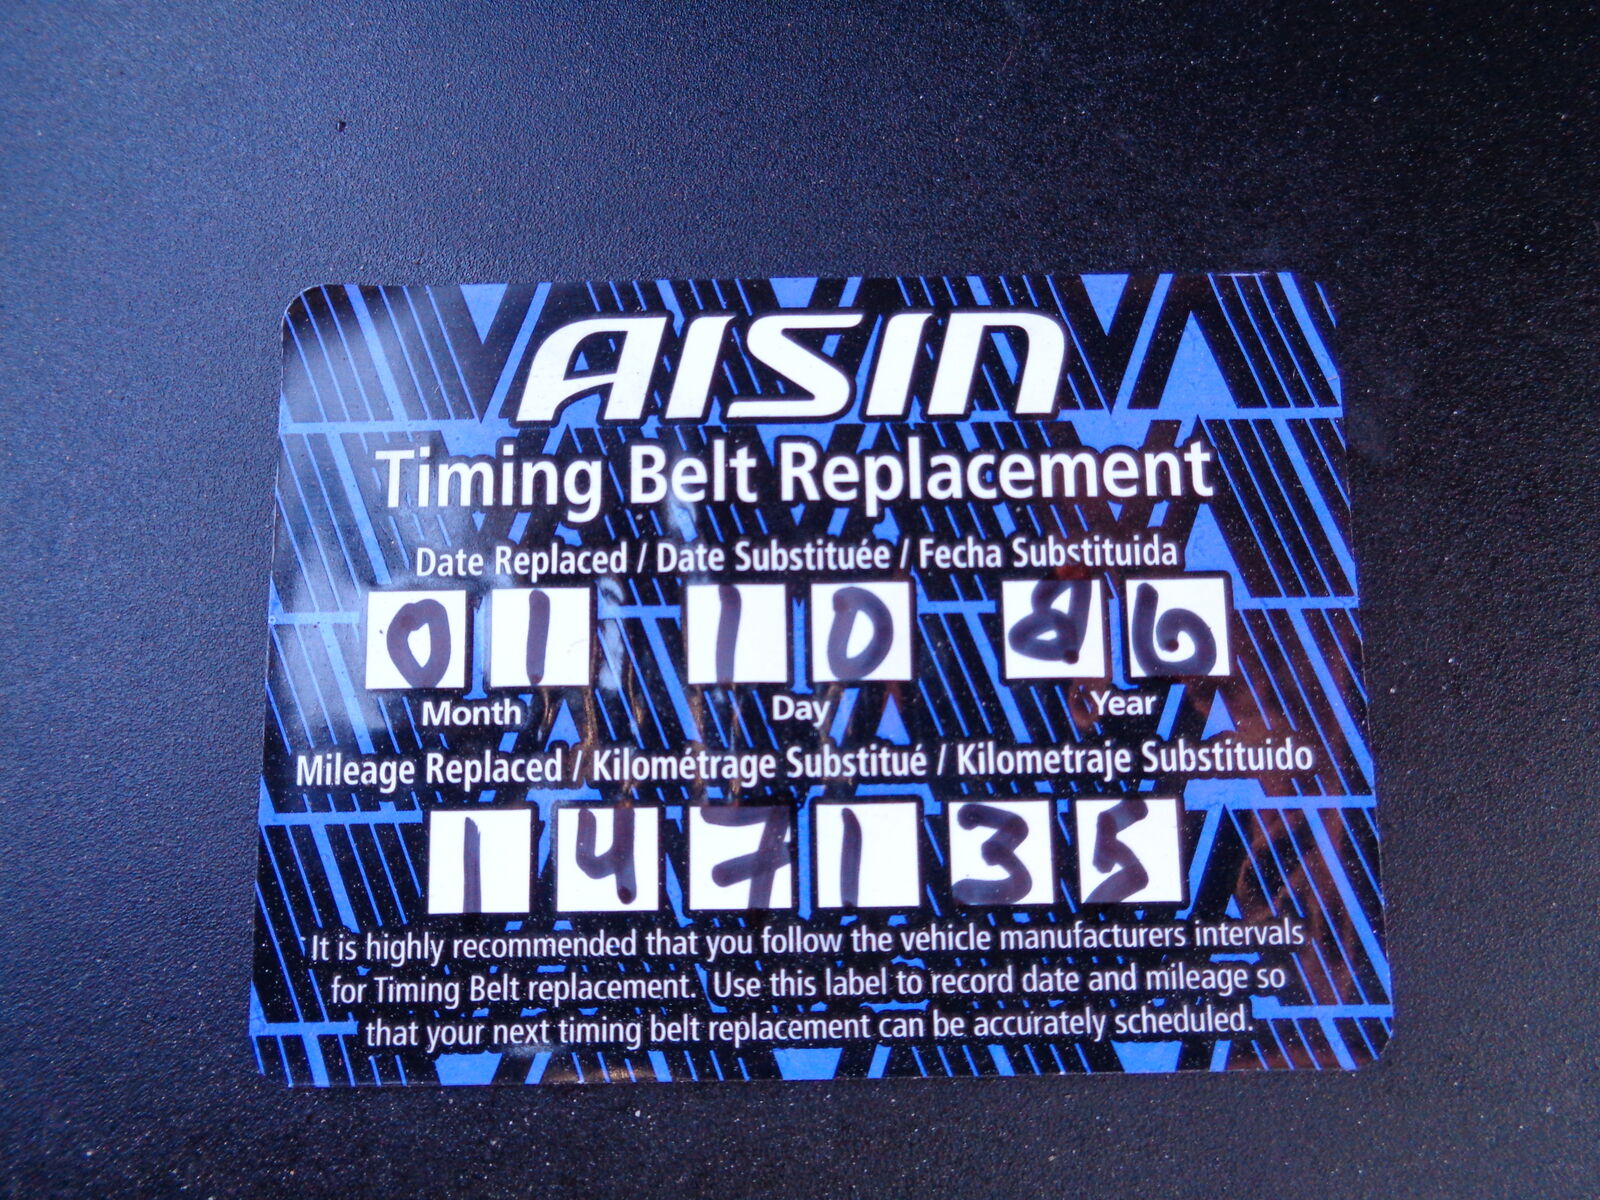 AISIN
Timing Belt Replacement
Date Replaced / Date Substituée / Fecha Substituida
01 10 86
Month Day Year
Mileage Replaced / Kilométrage Substitué / Kilometraje Substituido
147135
It is highly recommended that you follow the vehicle manufacturers intervals
for Timing Belt replacement. Use this label to record date and mileage so
that your next timing belt replacement can be accurately scheduled.